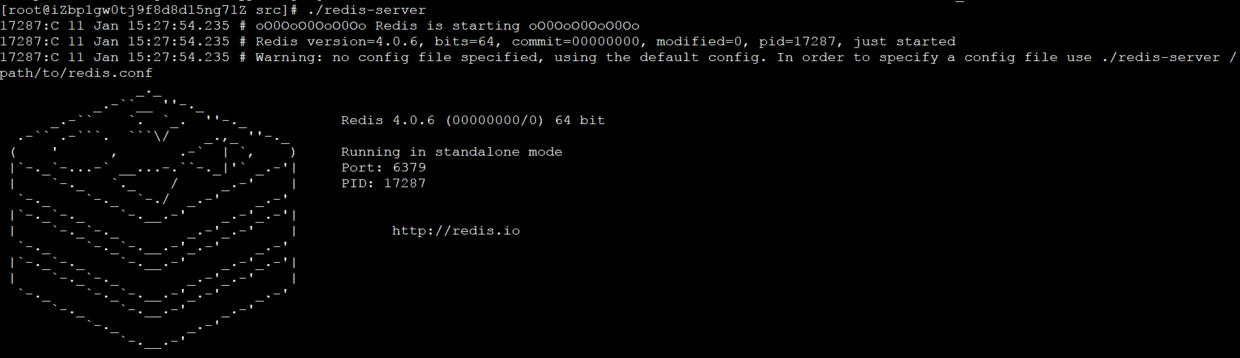 [root@iZbp1gw0tj9f8d8d15ng71Z src]# ./redis-server
17287:C 11 Jan 15:27:54.235 # oO0OoO0OoO0Oo Redis is starting oO0OoO0OoO0Oo
17287:C 11 Jan 15:27:54.235 # Redis version=4.0.6, bits=64, commit=00000000, modified=0, pid=17287, just started
17287:C 11 Jan 15:27:54.235 # Warning: no config file specified, using the default config. In order to specify a config file use ./redis-server /
path/to/redis.conf
Redis 4.0.6 (00000000/0) 64 bit
Running in standalone mode
Port: 6379
PID: 17287
http://redis.io